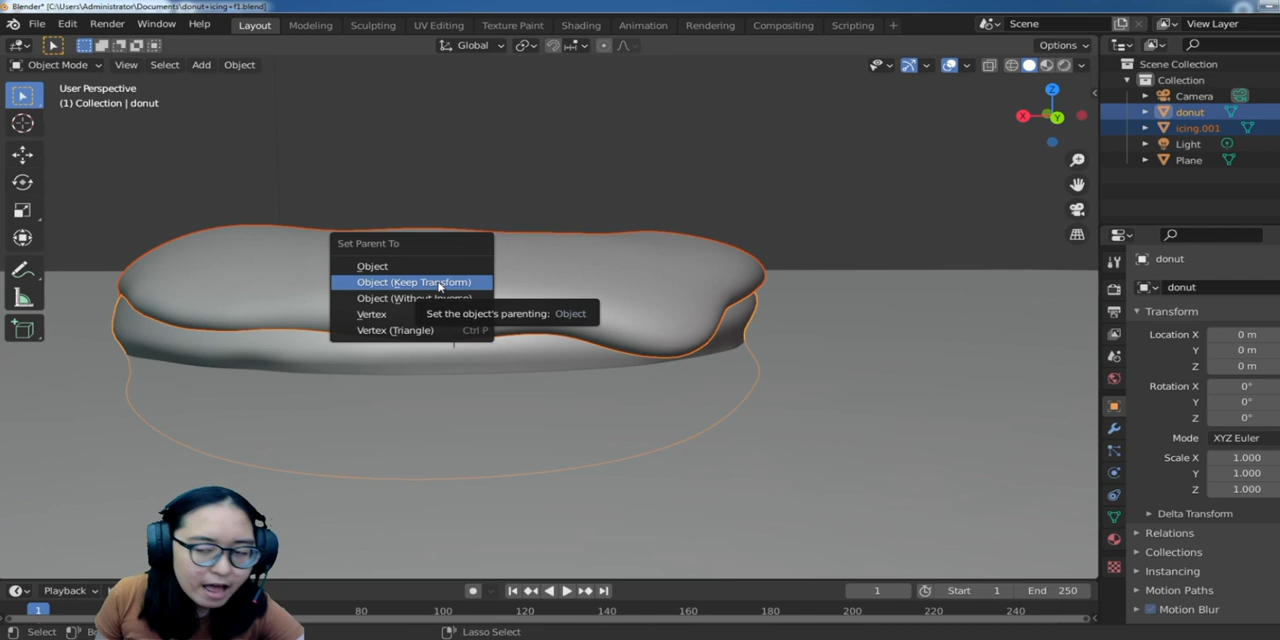 Blender* [C:\Users\Administrator\Documents\donut+icing+f1.blend]
File Edit Render Window Help Layout Modeling Sculpting UV Editing Texture Paint Shading Animation Rendering Compositing Scripting + Scene View Layer
Global Options
Object Mode View Select Add Object
User Perspective
(1) Collection | donut
Z
X
Y
Scene Collection
Collection
Camera
donut
icing.001
Light
Plane
Set Parent To
Object
Object (Keep Transform)
Object (Without Inverse)
Vertex
Vertex (Triangle) Ctrl P
Set the object's parenting: Object
donut
donut
Transform
Location X 0 m
Y 0 m
Z 0 m
Rotation X 0°
Y 0°
Z 0°
Mode XYZ Euler
Scale X 1.000
Y 1.000
Z 1.000
Delta Transform
Relations
Collections
Instancing
Motion Paths
Motion Blur
Playback 1 Start 1 End 250
1 80 100 120 140 160 180 200 220 240
Select Lasso Select